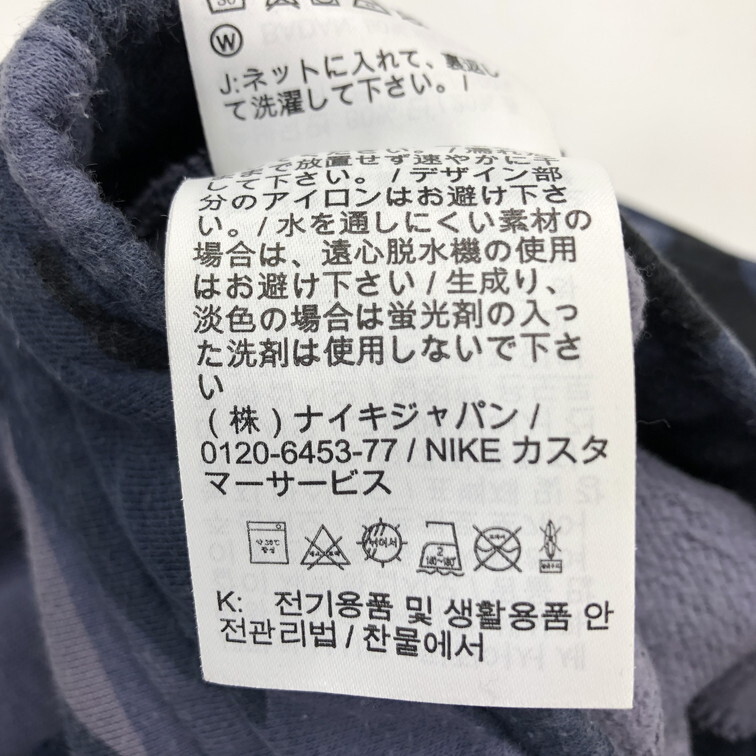 30
W
J:ネットに入れて、裏返し
て洗濯して下さい。/
まで放置せず速やかに干
して下さい。/ デザイン部
分のアイロンはお避け下さ
い。/ 水を通しにくい素材の
場合は、遠心脱水機の使用
はお避け下さい / 生成り、
淡色の場合は蛍光剤の入っ
た洗剤は使用しないで下さ
い
(株)ナイキジャパン /
0120-6453-77 / NIKE カスタ
マーサービス
2
K: 전기용품 및 생활용품 안
전관리법 / 찬물에서